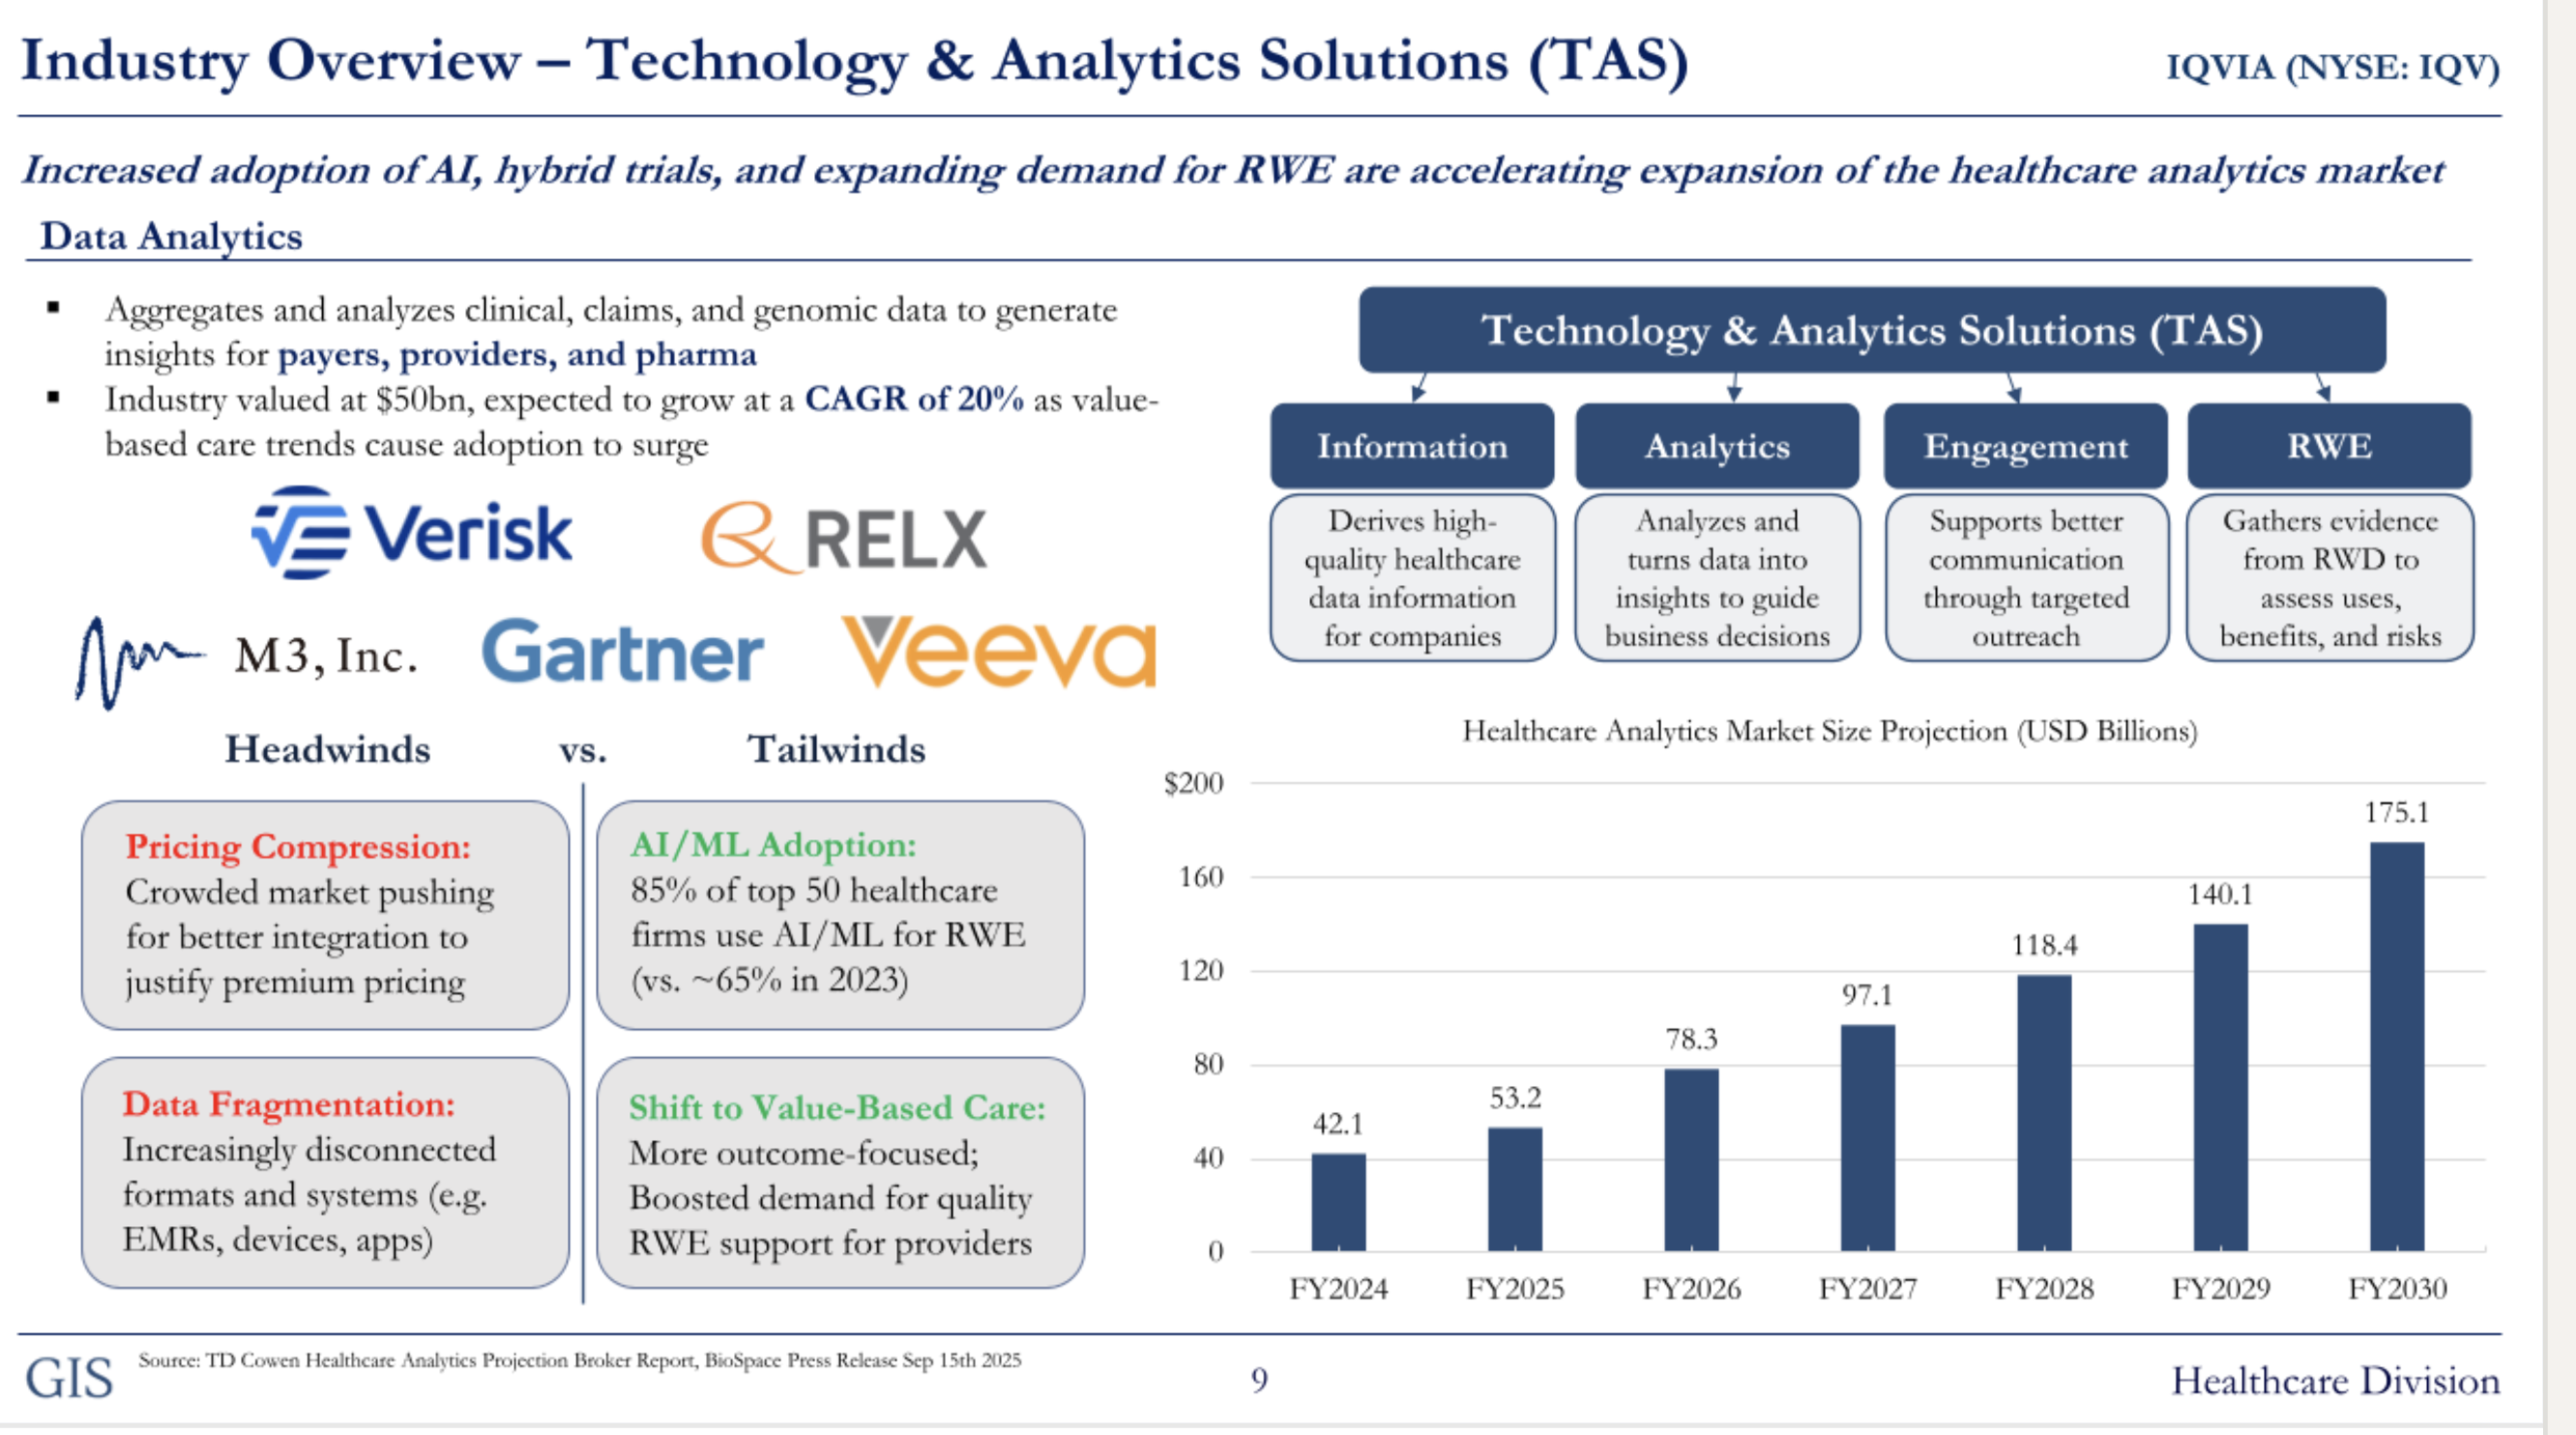 Industry Overview – Technology & Analytics Solutions (TAS)
IQVIA (NYSE: IQV)
Increased adoption of AI, hybrid trials, and expanding demand for RWE are accelerating expansion of the healthcare analytics market
Data Analytics
▪ Aggregates and analyzes clinical, claims, and genomic data to generate
insights for payers, providers, and pharma
▪ Industry valued at $50bn, expected to grow at a CAGR of 20% as value-
based care trends cause adoption to surge
Verisk
RELX
M3, Inc.
Gartner
Veeva
Headwinds vs. Tailwinds
Pricing Compression:
Crowded market pushing
for better integration to
justify premium pricing
AI/ML Adoption:
85% of top 50 healthcare
firms use AI/ML for RWE
(vs. ~65% in 2023)
Data Fragmentation:
Increasingly disconnected
formats and systems (e.g.
EMRs, devices, apps)
Shift to Value-Based Care:
More outcome-focused;
Boosted demand for quality
RWE support for providers
Technology & Analytics Solutions (TAS)
Information
Derives high-
quality healthcare
data information
for companies
Analytics
Analyzes and
turns data into
insights to guide
business decisions
Engagement
Supports better
communication
through targeted
outreach
RWE
Gathers evidence
from RWD to
assess uses,
benefits, and risks
Healthcare Analytics Market Size Projection (USD Billions)
$200
160
120
80
40
0
42.1
53.2
78.3
97.1
118.4
140.1
175.1
FY2024 FY2025 FY2026 FY2027 FY2028 FY2029 FY2030
GIS
Source: TD Cowen Healthcare Analytics Projection Broker Report, BioSpace Press Release Sep 15th 2025
9
Healthcare Division